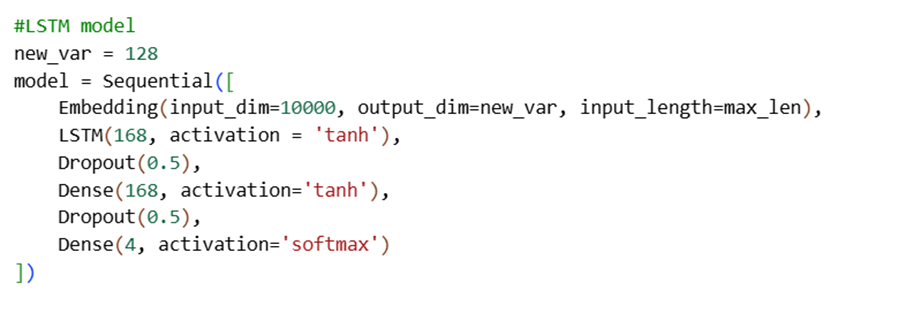 #LSTM model
new_var = 128
model = Sequential([
    Embedding(input_dim=10000, output_dim=new_var, input_length=max_len),
    LSTM(168, activation = 'tanh'),
    Dropout(0.5),
    Dense(168, activation='tanh'),
    Dropout(0.5),
    Dense(4, activation='softmax')
])